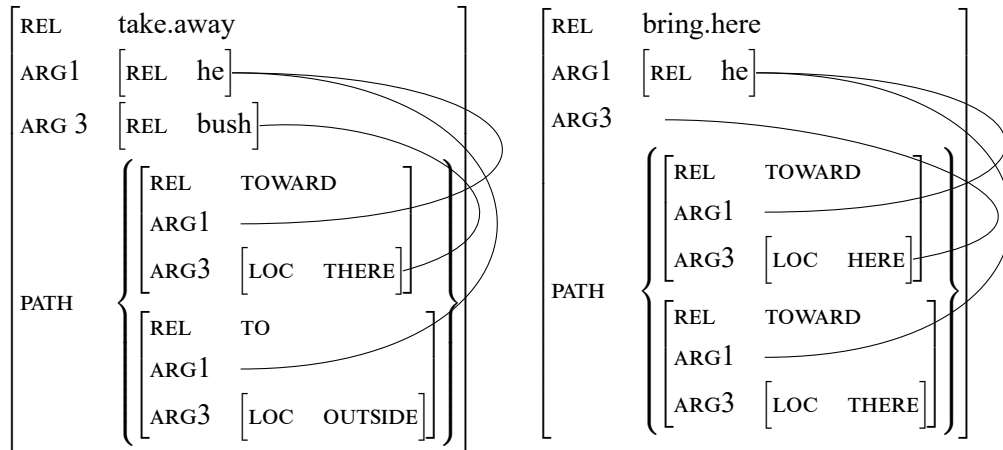 REL take.away
ARG1 [REL he]
ARG 3 [REL bush]
REL TOWARD
ARG1
ARG3 [LOC THERE]
PATH
REL TO
ARG1
ARG3 [LOC OUTSIDE]
REL bring.here
ARG1 [REL he]
ARG3
REL TOWARD
ARG1
ARG3 [LOC HERE]
PATH
REL TOWARD
ARG1
ARG3 [LOC THERE]